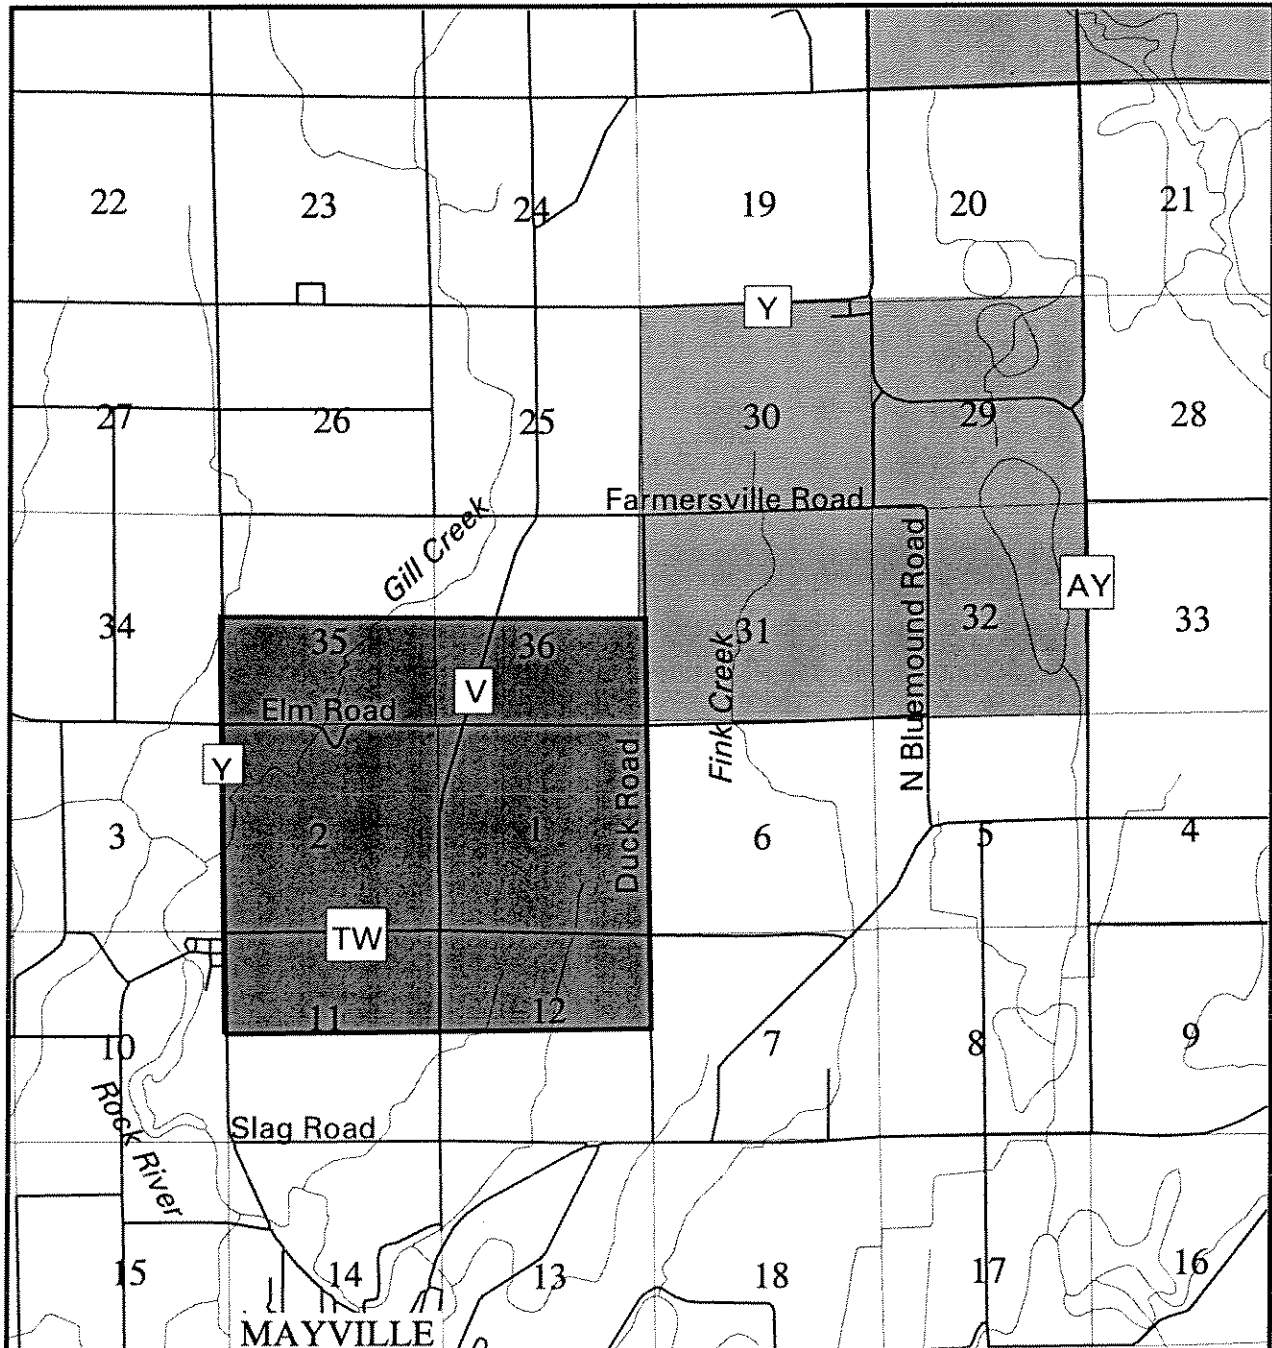 22
23
24
19
20
21
Y
27
26
25
30
29
28
Farmersville Road
Gill Creek
N Bluemound Road
AY
34
35
36
31
32
33
Fink Creek
V
Elm Road
Y
Duck Road
3
2
1
6
5
4
TW
10
11
12
7
8
9
Rock River
Slag Road
15
14
13
18
17
16
MAYVILLE